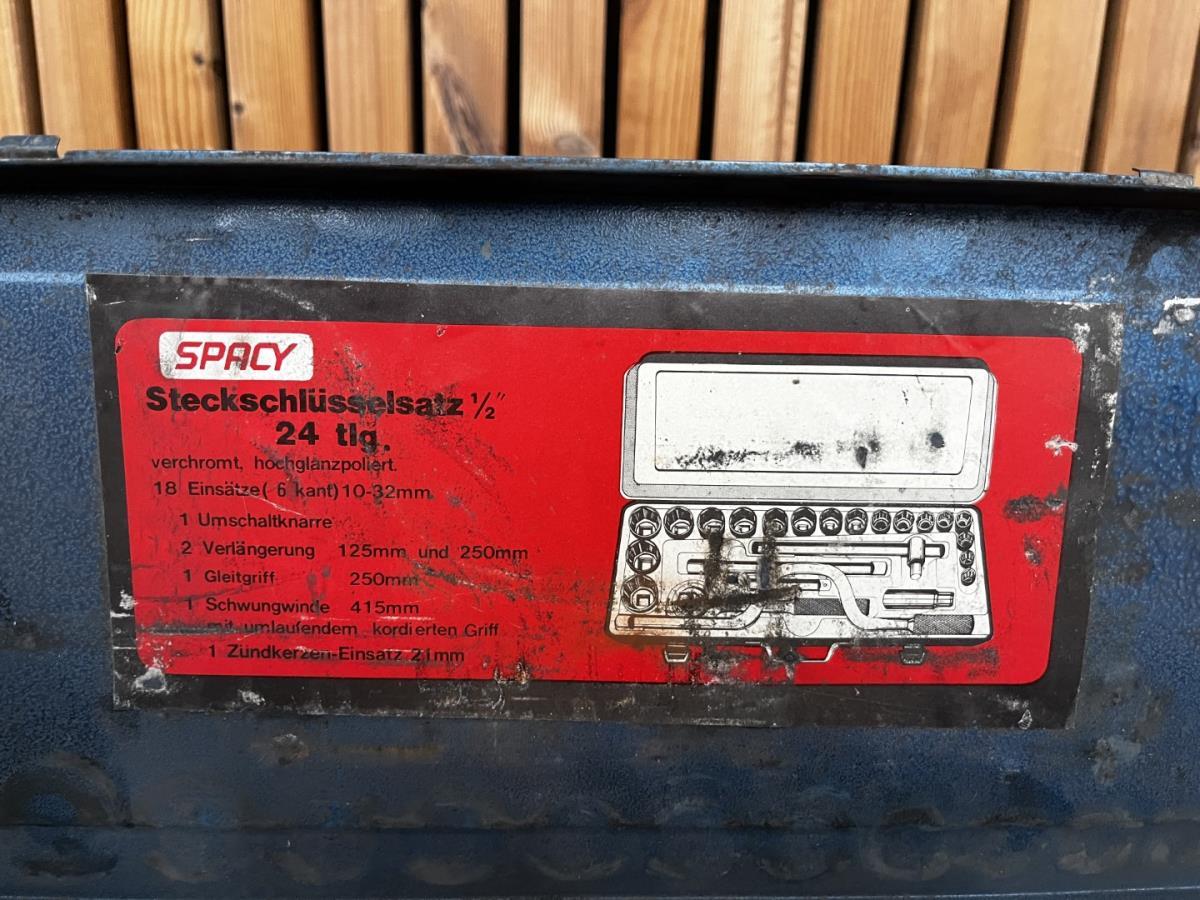 SPACY
Steckschlüsselsatz 1/2"
24 tlg.
verchromt, hochglanzpoliert.
18 Einsätze(6 kant)10-32mm.
1 Umschaltknarre
2 Verlängerung 125mm und 250mm
1 Gleitgriff 250mm
1 Schwungwinde 415mm
mit umlaufendem kordierten Griff
1 Zündkerzen-Einsatz 21mm